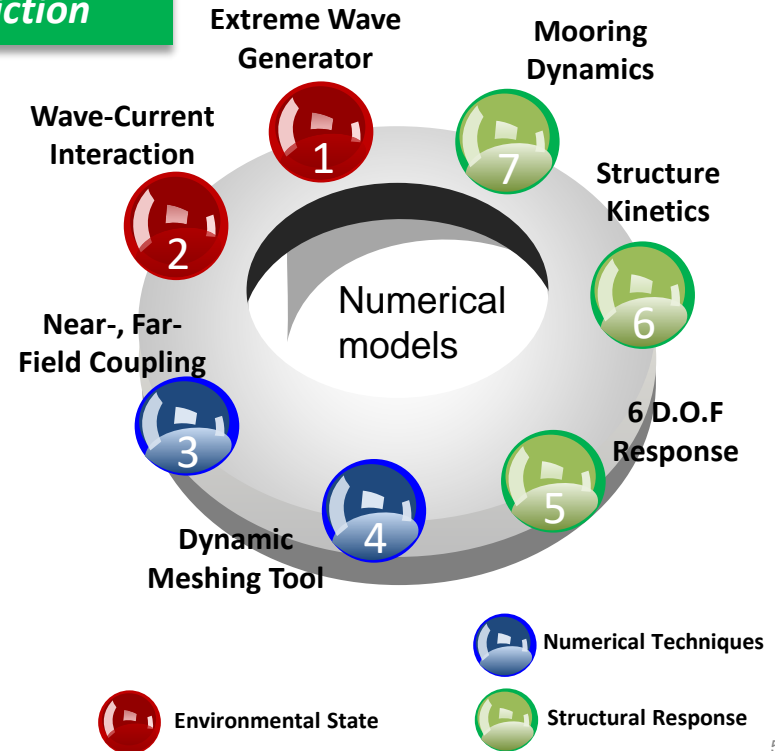 Extreme Wave
Generator
Mooring
Dynamics
Wave-Current
Interaction
1
7
Structure
Kinetics
2
Numerical
models
6
Near-, Far-
Field Coupling
3
6 D.O.F
Response
5
4
Dynamic
Meshing Tool
Numerical Techniques
Environmental State
Structural Response